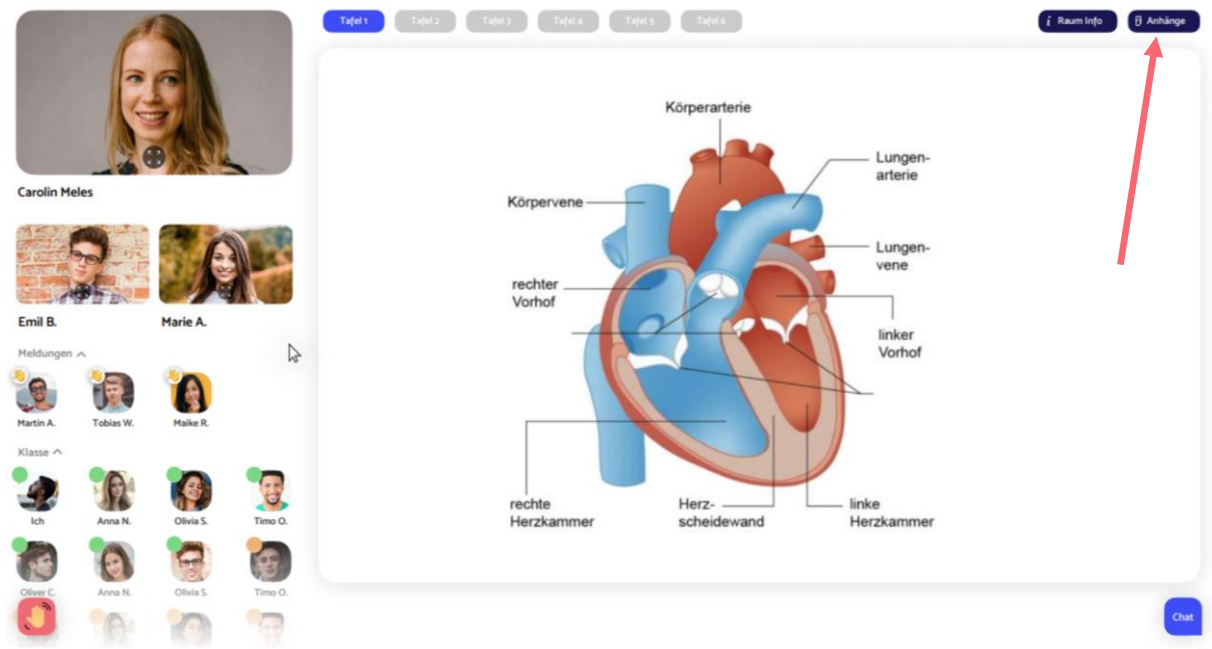 Tafel 1
Tafel 2
Tafel 3
Tafel 4
Tafel 5
Tafel 6
Raum Info
Anhänge
Carolin Meles
Emil B.
Marie A.
Meldungen
Martin A.
Tobias W.
Maike R.
Klasse
Ich
Anna N.
Olivia S.
Timo O.
Oliver C.
Anna N.
Olivia S.
Timo O.
Körperarterie
Lungen-
arterie
Körpervene
Lungen-
vene
rechter
Vorhof
linker
Vorhof
rechte
Herzkammer
Herz-
scheidewand
linke
Herzkammer
Chat